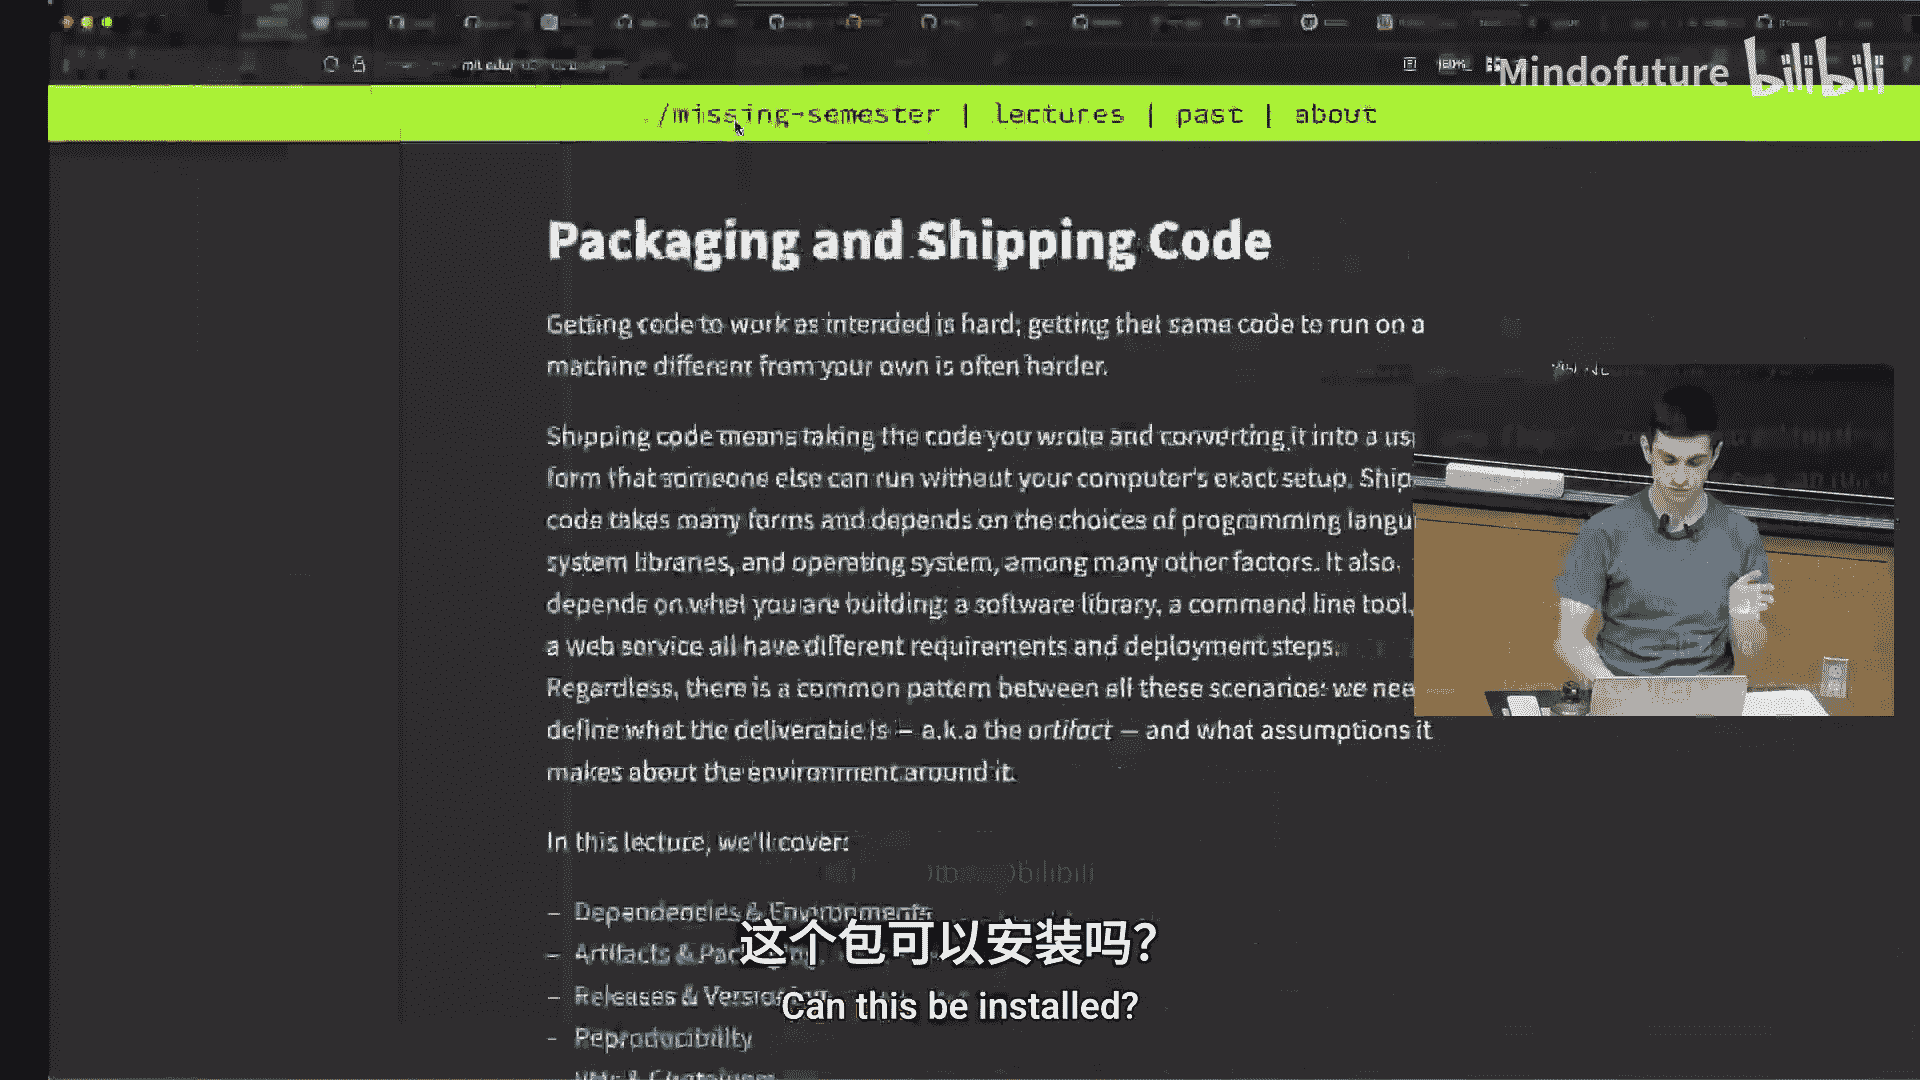 mit.edu
Mindofuture bilibili
/missing-semester | lectures | past | about
Packaging and Shipping Code
Getting code to work as intended is hard; getting that same code to run on a
machine different from your own is often harder.
Shipping code means taking the code you wrote and converting it into a us
form that someone else can run without your computer's exact setup. Ship
code takes many forms and depends on the choices of programming langu
system libraries, and operating system, among many other factors. It also
depends on what you are building: a software library, a command line tool,
a web service all have different requirements and deployment steps.
Regardless, there is a common pattern between all these scenarios: we nee
define what the deliverable is – a.k.a the artifact – and what assumptions it
makes about the environment around it.
In this lecture, we'll cover:
– Dependencies & Environments
– Artifacts & Pac
– Releases & Versio
– Reproducibility
这个包可以安装吗?
Can this be installed?